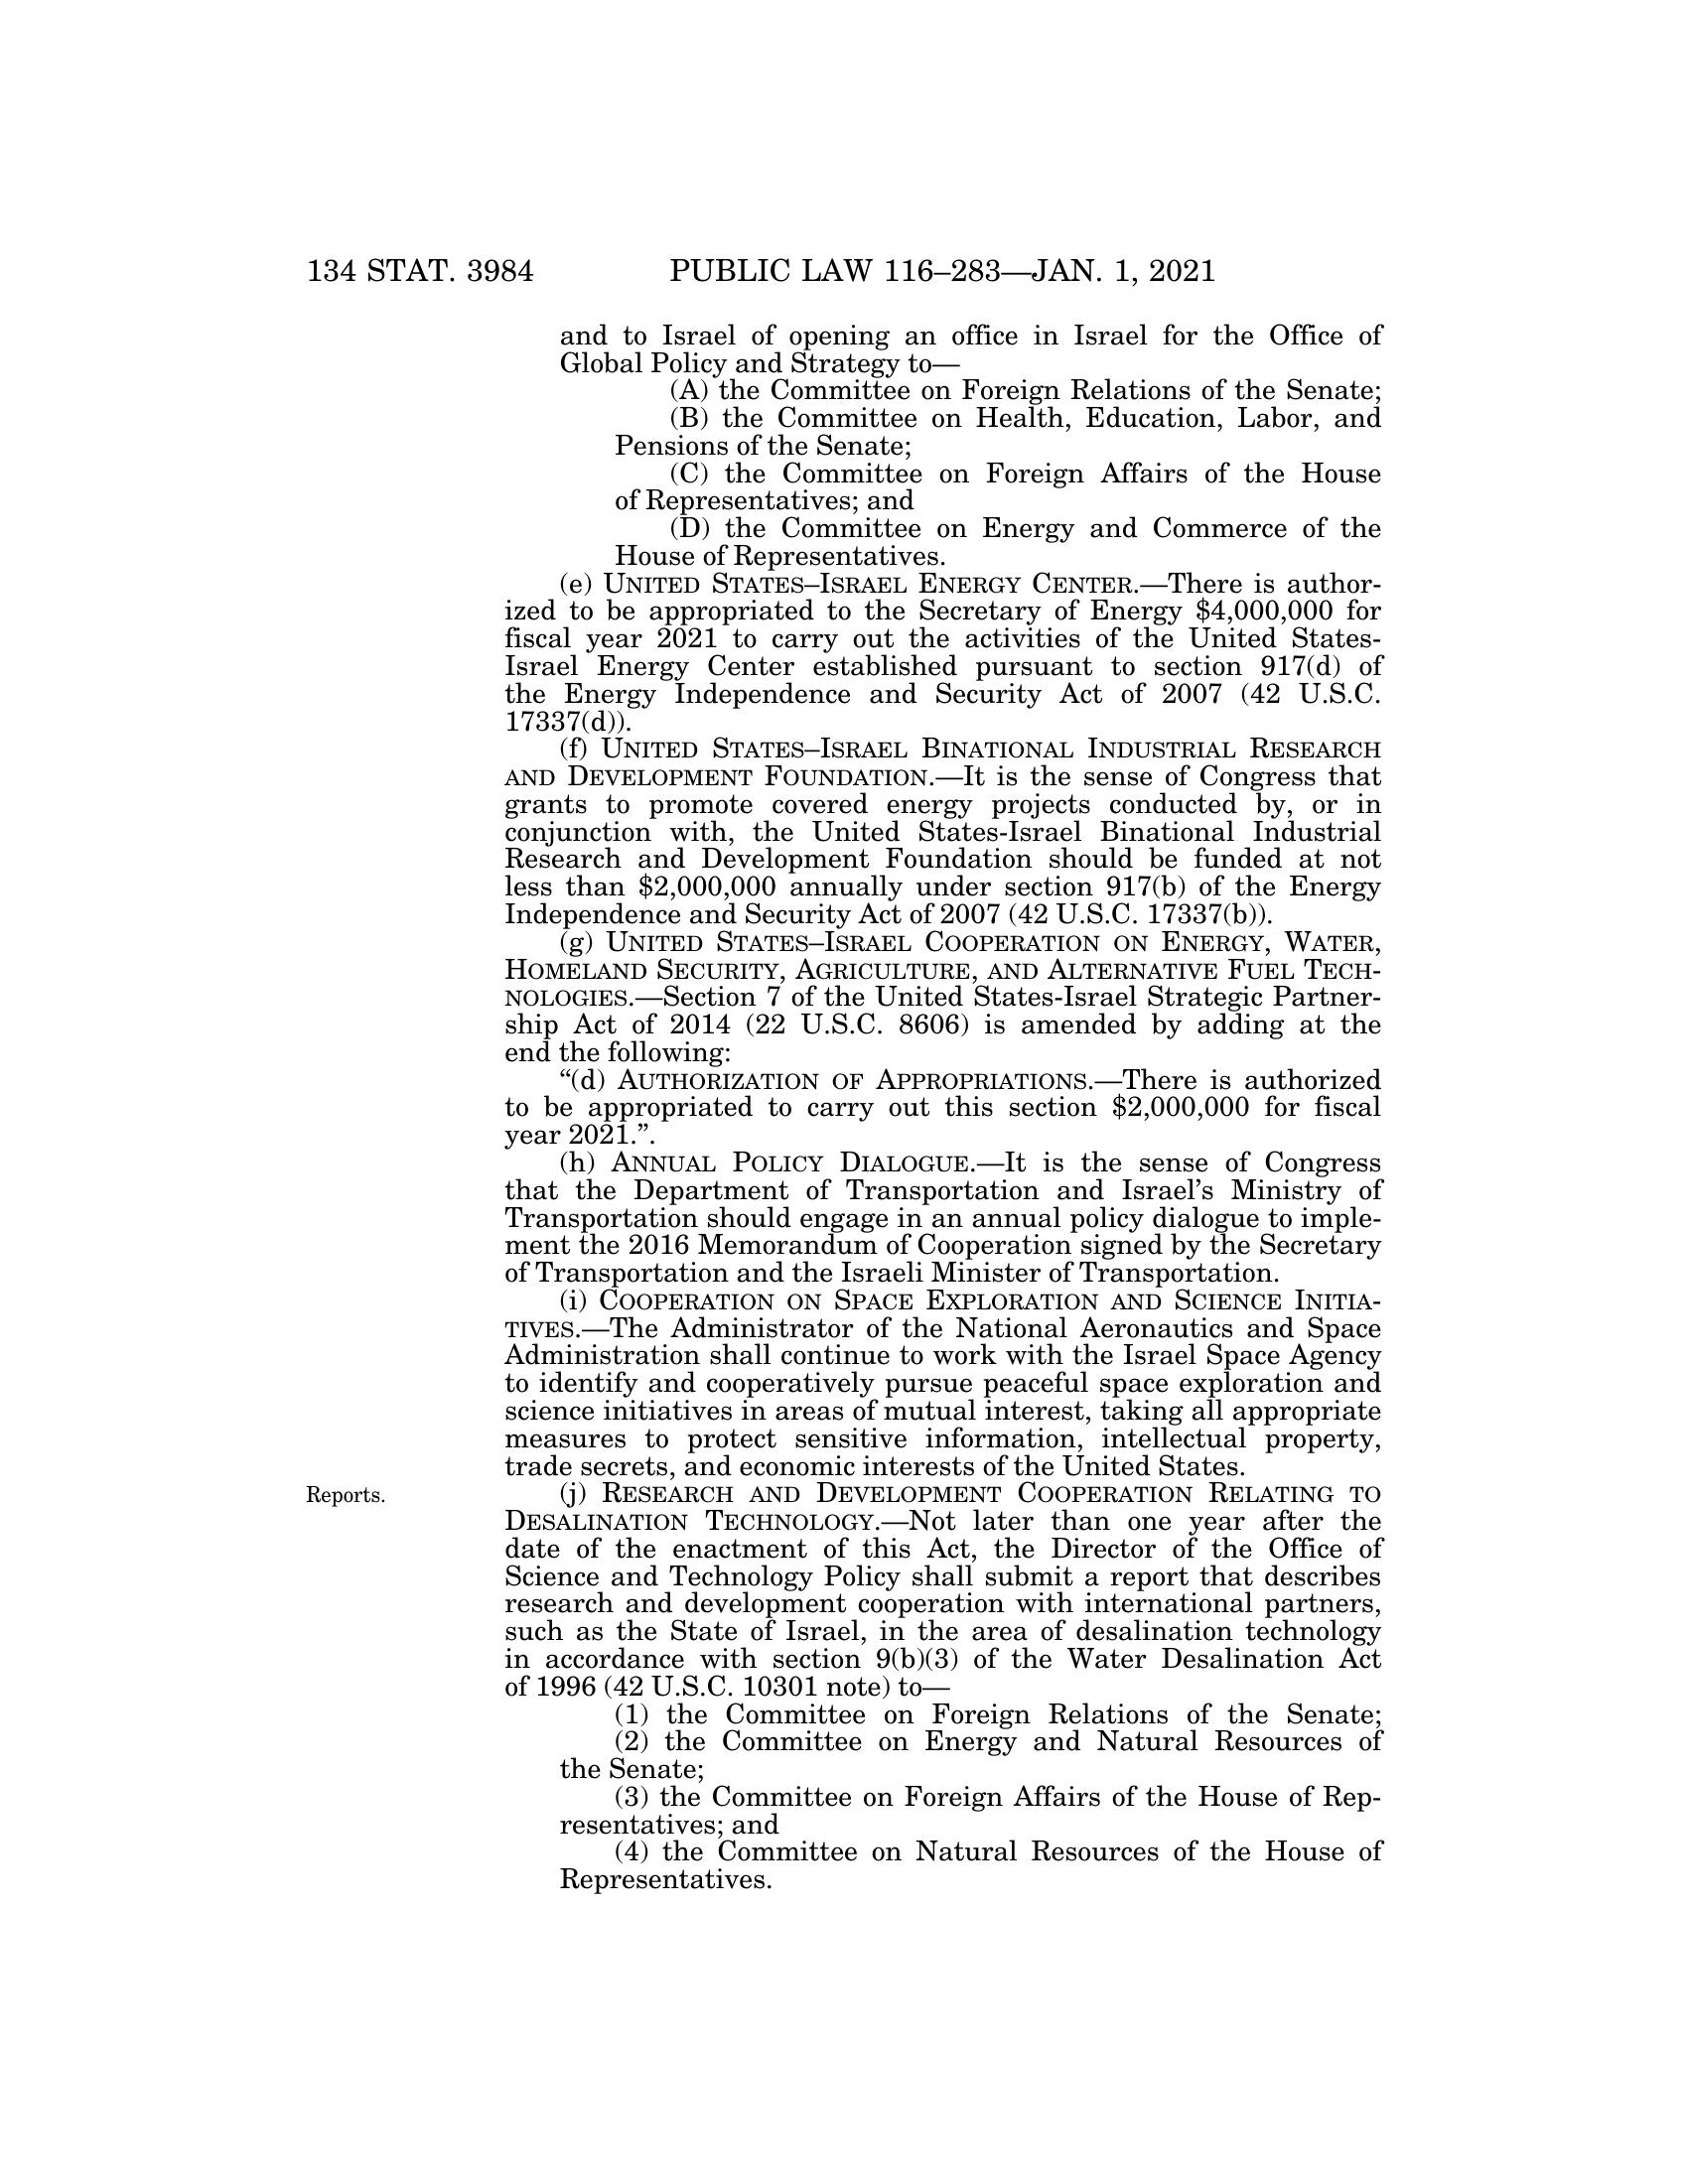 134 STAT. 3984 PUBLIC LAW 116–283—JAN. 1, 2021
and to Israel of opening an office in Israel for the Office of
Global Policy and Strategy to—
(A) the Committee on Foreign Relations of the Senate;
(B) the Committee on Health, Education, Labor, and
Pensions of the Senate;
(C) the Committee on Foreign Affairs of the House
of Representatives; and
(D) the Committee on Energy and Commerce of the
House of Representatives.
(e) UNITED STATES–ISRAEL ENERGY CENTER.—There is author-
ized to be appropriated to the Secretary of Energy $4,000,000 for
fiscal year 2021 to carry out the activities of the United States-
Israel Energy Center established pursuant to section 917(d) of
the Energy Independence and Security Act of 2007 (42 U.S.C.
17337(d)).
(f) UNITED STATES–ISRAEL BINATIONAL INDUSTRIAL RESEARCH
AND DEVELOPMENT FOUNDATION.—It is the sense of Congress that
grants to promote covered energy projects conducted by, or in
conjunction with, the United States-Israel Binational Industrial
Research and Development Foundation should be funded at not
less than $2,000,000 annually under section 917(b) of the Energy
Independence and Security Act of 2007 (42 U.S.C. 17337(b)).
(g) UNITED STATES–ISRAEL COOPERATION ON ENERGY, WATER,
HOMELAND SECURITY, AGRICULTURE, AND ALTERNATIVE FUEL TECH-
NOLOGIES.—Section 7 of the United States-Israel Strategic Partner-
ship Act of 2014 (22 U.S.C. 8606) is amended by adding at the
end the following:
“(d) AUTHORIZATION OF APPROPRIATIONS.—There is authorized
to be appropriated to carry out this section $2,000,000 for fiscal
year 2021.”.
(h) ANNUAL POLICY DIALOGUE.—It is the sense of Congress
that the Department of Transportation and Israel’s Ministry of
Transportation should engage in an annual policy dialogue to imple-
ment the 2016 Memorandum of Cooperation signed by the Secretary
of Transportation and the Israeli Minister of Transportation.
(i) COOPERATION ON SPACE EXPLORATION AND SCIENCE INITIA-
TIVES.—The Administrator of the National Aeronautics and Space
Administration shall continue to work with the Israel Space Agency
to identify and cooperatively pursue peaceful space exploration and
science initiatives in areas of mutual interest, taking all appropriate
measures to protect sensitive information, intellectual property,
trade secrets, and economic interests of the United States.
Reports.
(j) RESEARCH AND DEVELOPMENT COOPERATION RELATING TO
DESALINATION TECHNOLOGY.—Not later than one year after the
date of the enactment of this Act, the Director of the Office of
Science and Technology Policy shall submit a report that describes
research and development cooperation with international partners,
such as the State of Israel, in the area of desalination technology
in accordance with section 9(b)(3) of the Water Desalination Act
of 1996 (42 U.S.C. 10301 note) to—
(1) the Committee on Foreign Relations of the Senate;
(2) the Committee on Energy and Natural Resources of
the Senate;
(3) the Committee on Foreign Affairs of the House of Rep-
resentatives; and
(4) the Committee on Natural Resources of the House of
Representatives.